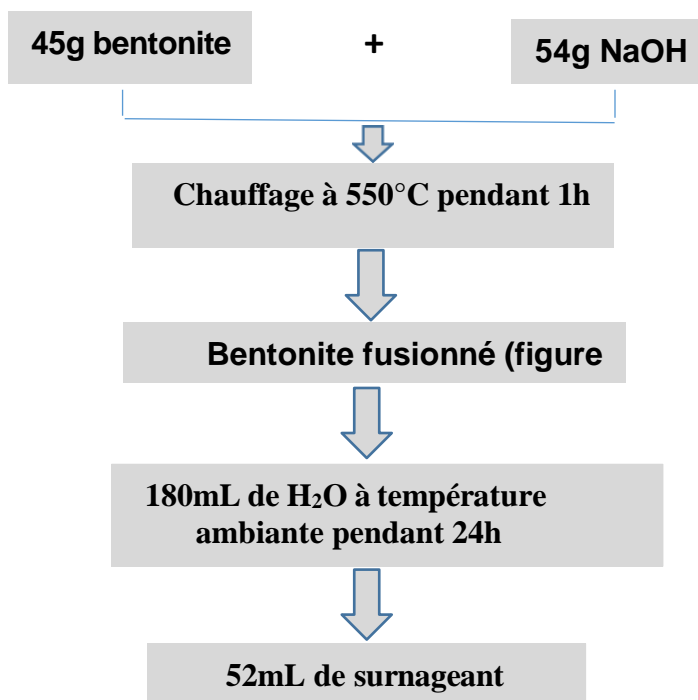 45g bentonite + 54g NaOH
Chauffage à 550°C pendant 1h
Bentonite fusionné (figure
180mL de H₂O à température
ambiante pendant 24h
52mL de surnageant